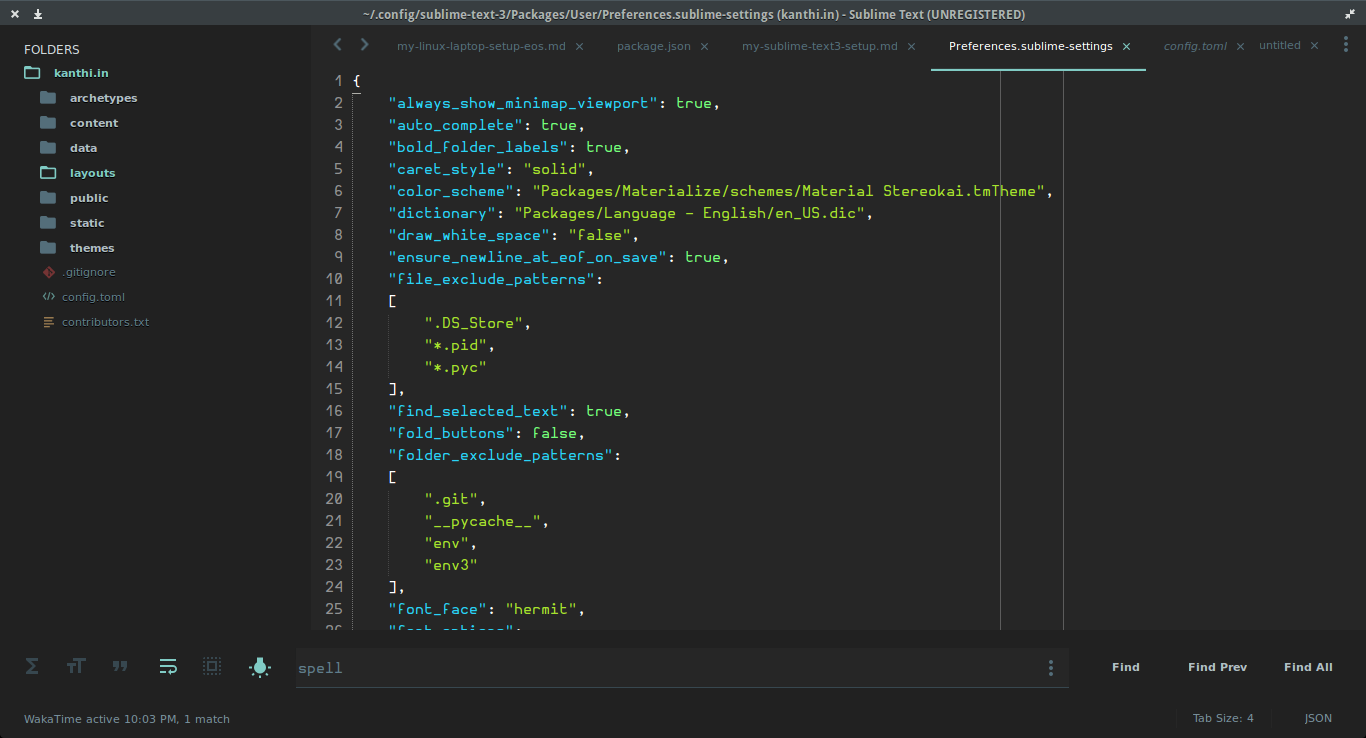 ~/.config/sublime-text-3/Packages/User/Preferences.sublime-settings (kanthi.in) - Sublime Text (UNREGISTERED)
FOLDERS
kanthi.in
archetypes
content
data
layouts
public
static
themes
.gitignore
config.toml
contributors.txt
my-linux-laptop-setup-eos.md × package.json × my-sublime-text3-setup.md × Preferences.sublime-settings × config.toml × untitled ×
1 {
2 "always_show_minimap_viewport": true,
3 "auto_complete": true,
4 "bold_folder_labels": true,
5 "caret_style": "solid",
6 "color_scheme": "Packages/Materialize/schemes/Material Stereokai.tmTheme",
7 "dictionary": "Packages/Language - English/en_US.dic",
8 "draw_white_space": "false",
9 "ensure_newline_at_eof_on_save": true,
10 "file_exclude_patterns":
11 [
12 ".DS_Store",
13 "*.pid",
14 "*.pyc"
15 ],
16 "find_selected_text": true,
17 "fold_buttons": false,
18 "folder_exclude_patterns":
19 [
20 ".git",
21 "__pycache__",
22 "env",
23 "env3"
24 ],
25 "font_face": "hermit",
spell
Find Find Prev Find All
WakaTime active 10:03 PM, 1 match
Tab Size: 4 JSON